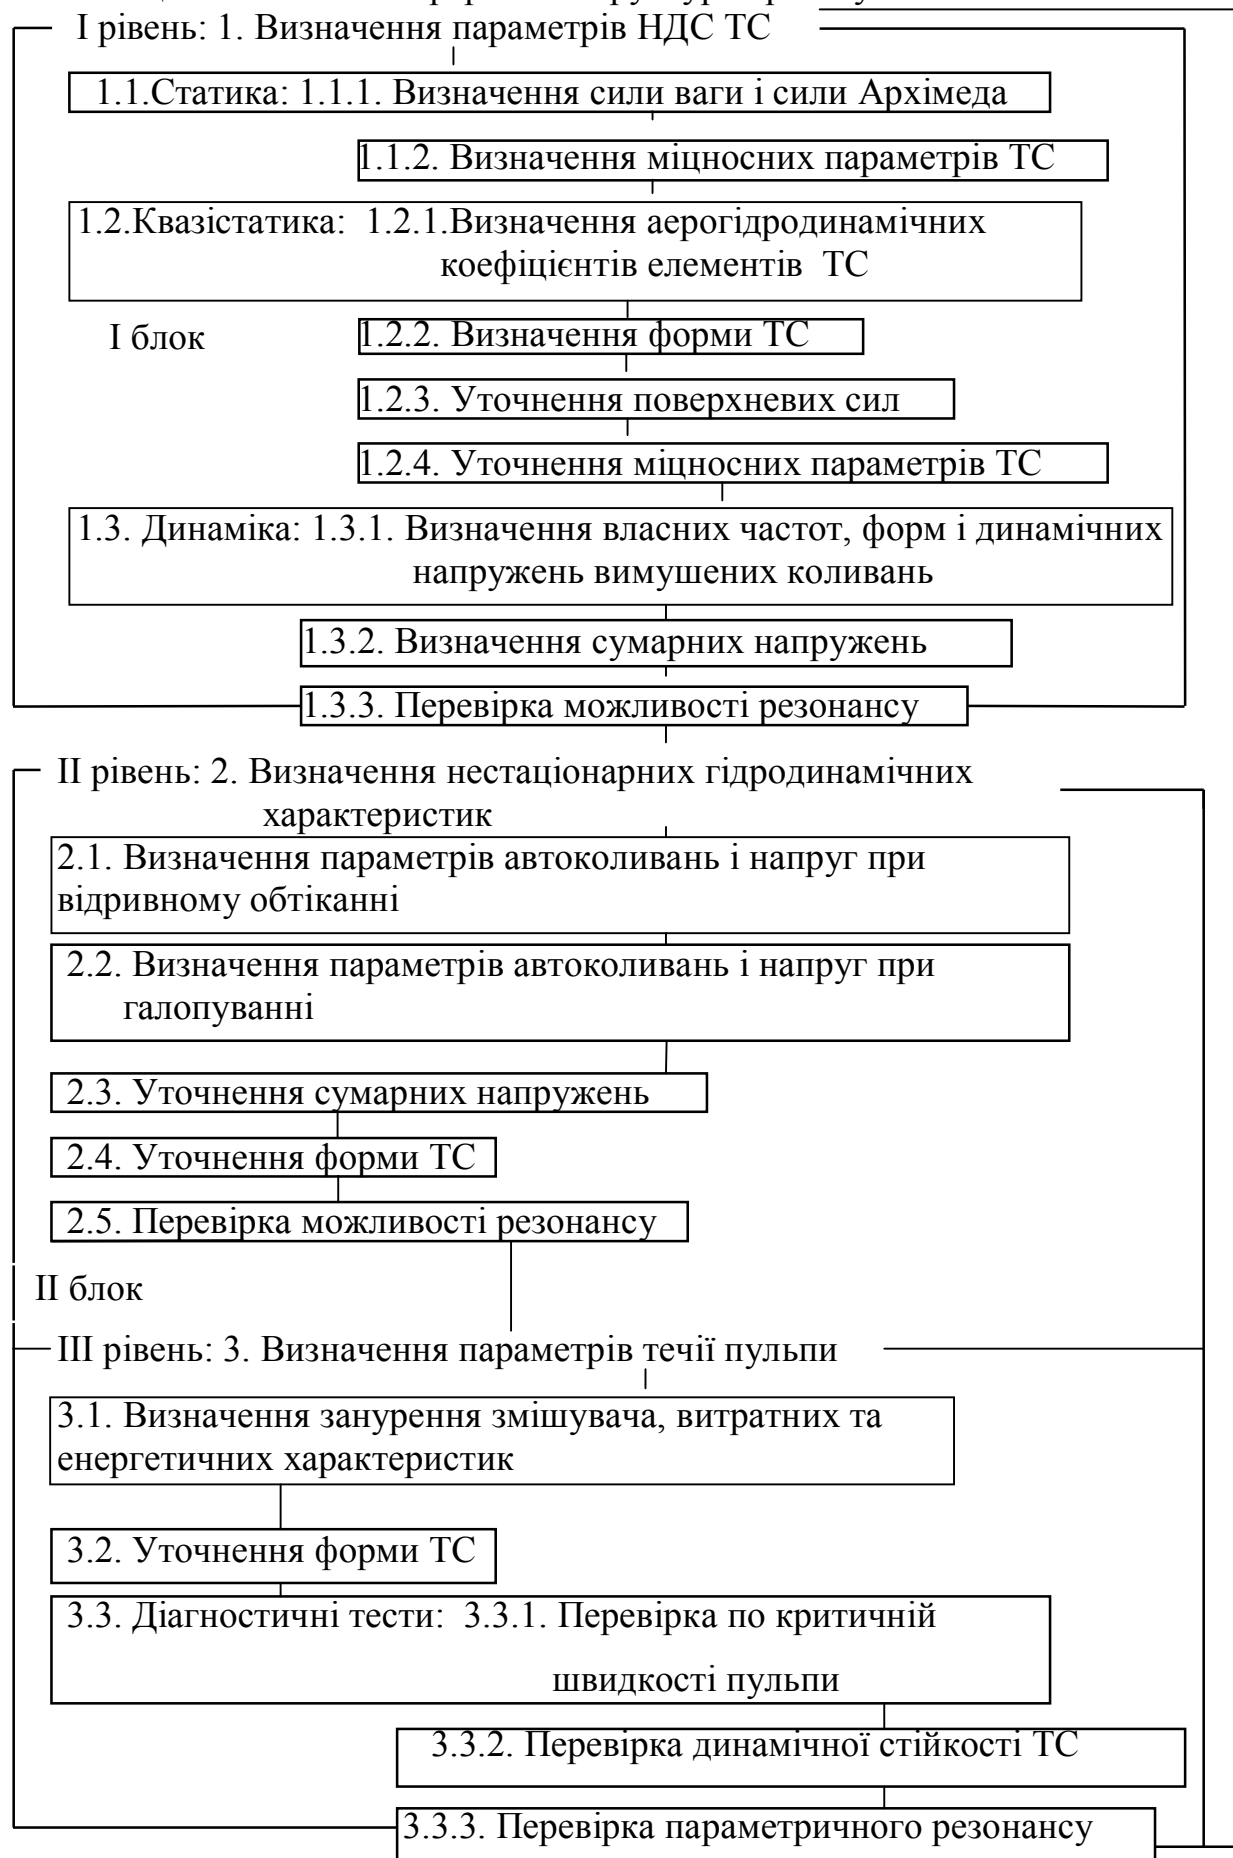 І рівень: 1. Визначення параметрів НДС ТС
1.1.Статика: 1.1.1. Визначення сили ваги і сили Архімеда
1.1.2. Визначення міцносних параметрів ТС
1.2.Квазістатика: 1.2.1.Визначення аерогідродинамічних
коефіцієнтів елементів ТС
І блок
1.2.2. Визначення форми ТС
1.2.3. Уточнення поверхневих сил
1.2.4. Уточнення міцносних параметрів ТС
1.3. Динаміка: 1.3.1. Визначення власних частот, форм і динамічних
напружень вимушених коливань
1.3.2. Визначення сумарних напружень
1.3.3. Перевірка можливості резонансу
ІІ рівень: 2. Визначення нестаціонарних гідродинамічних
характеристик
2.1. Визначення параметрів автоколивань і напруг при
відривному обтіканні
2.2. Визначення параметрів автоколивань і напруг при
галопуванні
2.3. Уточнення сумарних напружень
2.4. Уточнення форми ТС
2.5. Перевірка можливості резонансу
ІІ блок
ІІІ рівень: 3. Визначення параметрів течії пульпи
3.1. Визначення занурення змішувача, витратних та
енергетичних характеристик
3.2. Уточнення форми ТС
3.3. Діагностичні тести: 3.3.1. Перевірка по критичній
швидкості пульпи
3.3.2. Перевірка динамічної стійкості ТС
3.3.3. Перевірка параметричного резонансу